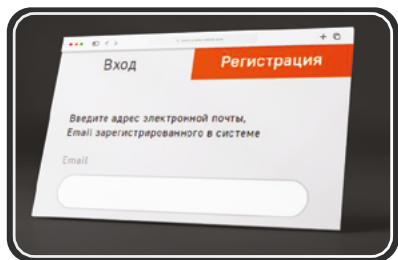 Вход
Регистрация
Введите адрес электронной почты,
Email зарегистрированного в системе
Email